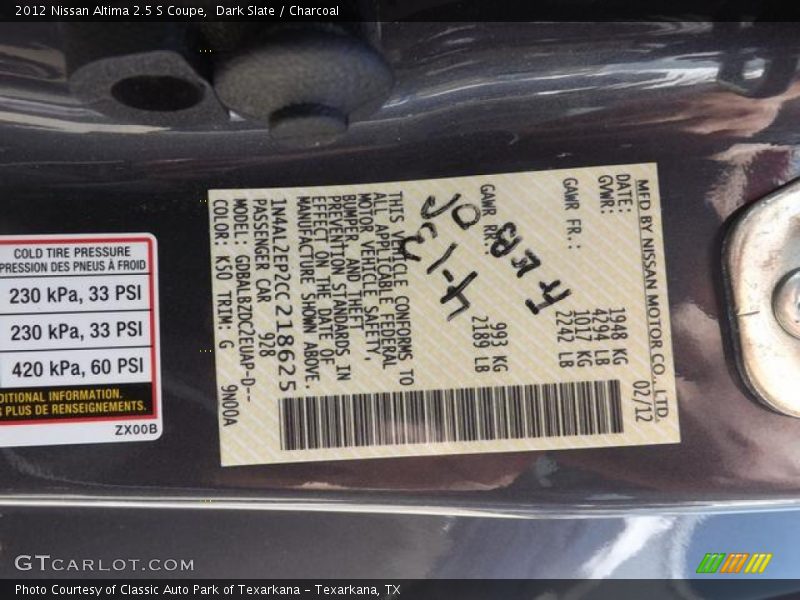 2012 Nissan Altima 2.5 S Coupe,  Dark Slate / Charcoal
COLD TIRE PRESSURE
PRESSION DES PNEUS À FROID
230 kPa, 33 PSI
230 kPa, 33 PSI
420 kPa, 60 PSI
DITIONAL INFORMATION.
PLUS DE RENSEIGNEMENTS.
ZX00B
MFD BY NISSAN MOTOR CO., LTD.
DATE: 02/12
GVWR: 1948 KG
4294 LB
GAWR FR.: 1017 KG
2242 LB
GAWR RR.: 993 KG
2189 LB
THIS VEHICLE CONFORMS TO
ALL APPLICABLE FEDERAL
MOTOR VEHICLE SAFETY,
BUMPER, AND THEFT
PREVENTION STANDARDS IN
EFFECT ON THE DATE OF
MANUFACTURE SHOWN ABOVE.
1N4AL2EP2CC218625
PASSENGER CAR 928
MODEL: GDBALBZDCZEUAP-D--
COLOR: K50 TRIM: G 9N00A
4-13
GTCARLOT.COM
Photo Courtesy of Classic Auto Park of Texarkana – Texarkana, TX